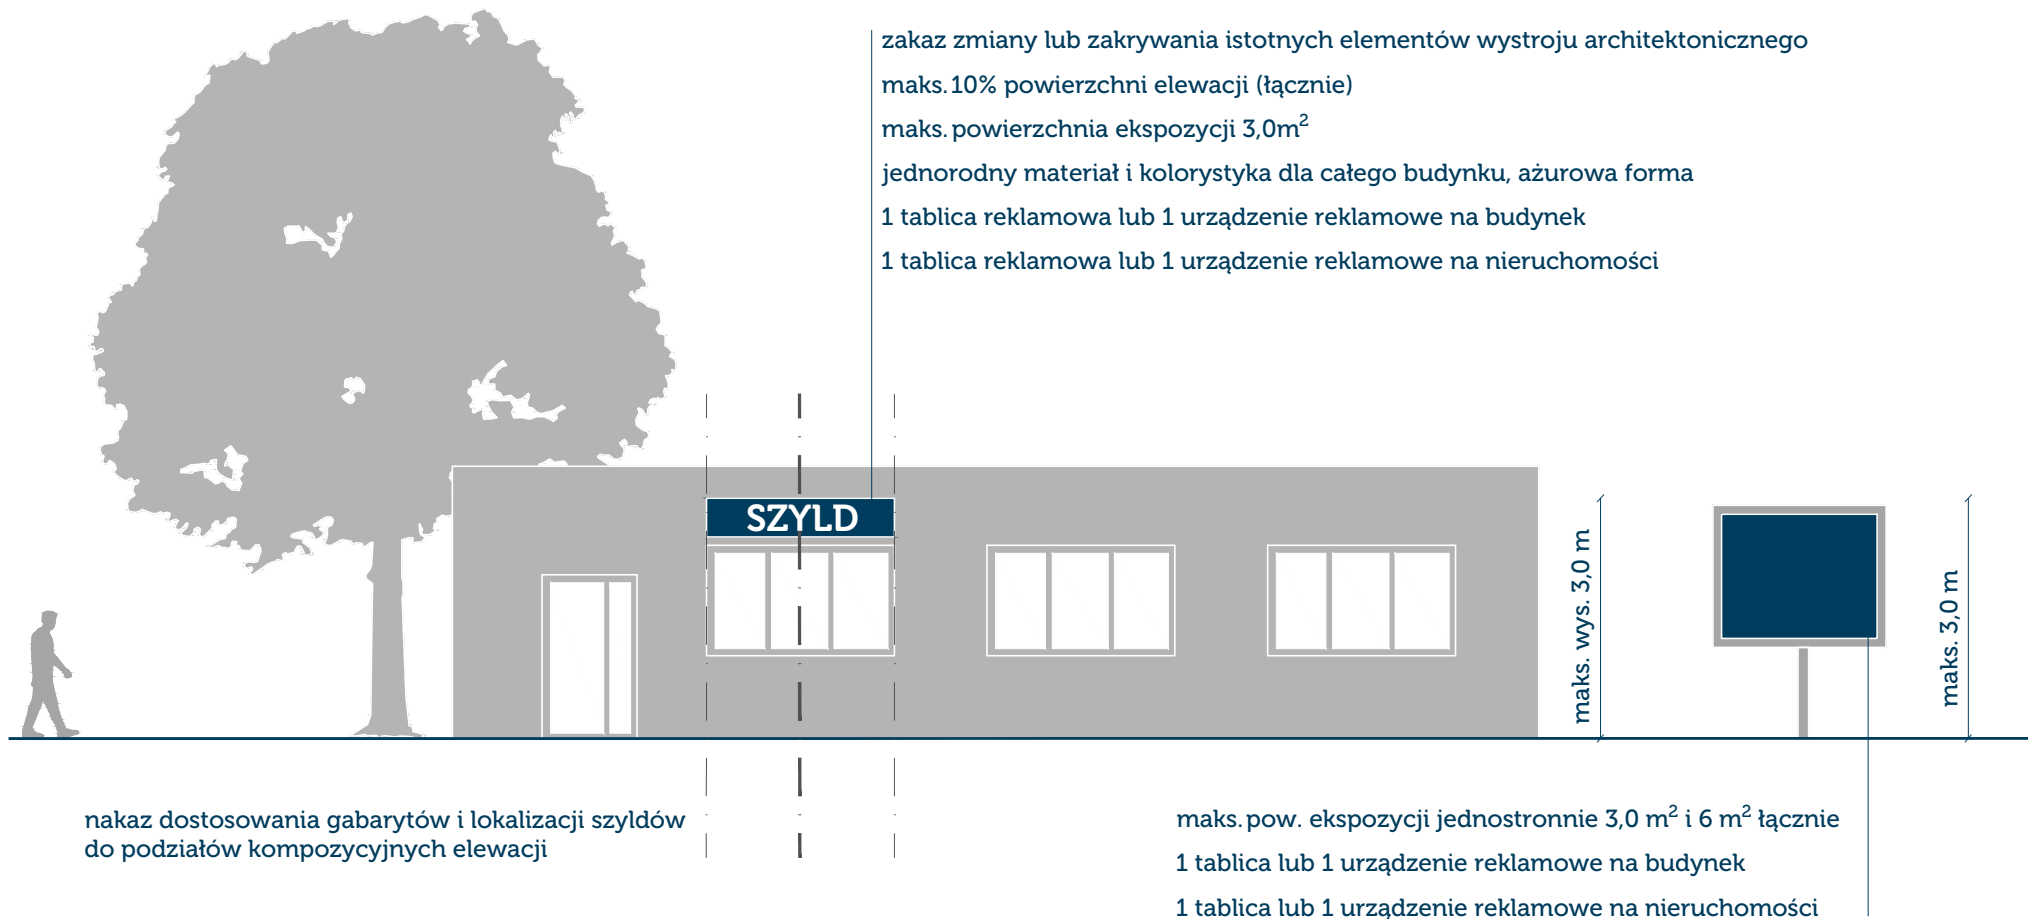 zakaz zmiany lub zakrywania istotnych elementów wystroju architektonicznego
maks. 10% powierzchni elewacji (łącznie)
maks. powierzchnia ekspozycji 3,0m²
jednorodny materiał i kolorystyka dla całego budynku, ażurowa forma
1 tablica reklamowa lub 1 urządzenie reklamowe na budynek
1 tablica reklamowa lub 1 urządzenie reklamowe na nieruchomości
SZYLD
maks. wys. 3,0 m
maks. 3,0 m
nakaz dostosowania gabarytów i lokalizacji szyldów
do podziałów kompozycyjnych elewacji
maks. pow. ekspozycji jednostronnie 3,0 m² i 6 m² łącznie
1 tablica lub 1 urządzenie reklamowe na budynek
1 tablica lub 1 urządzenie reklamowe na nieruchomości